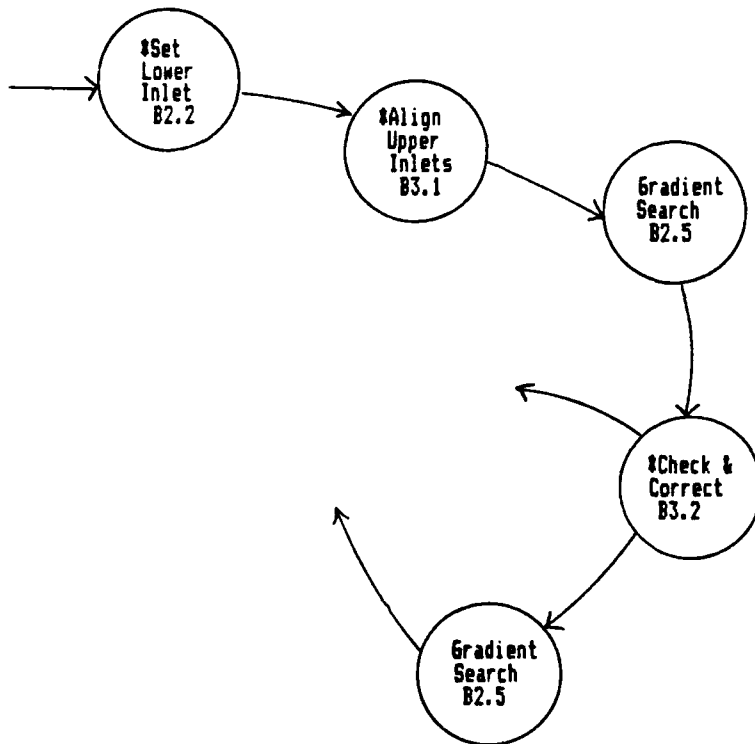 *Set
Lower
Inlet
B2.2
*Align
Upper
Inlets
B3.1
Gradient
Search
B2.5
*Check &
Correct
B3.2
Gradient
Search
B2.5